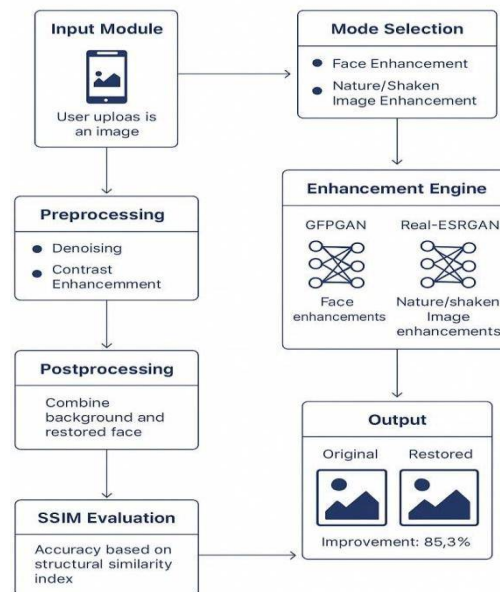 Input Module
User uploas is
an image
Mode Selection
Face Enhancement
Nature/Shaken
Image Enhancement
Preprocessing
Denoising
Contrast
Enhancemment
Enhancement Engine
GFPGAN
Real-ESRGAN
Face
enhancements
Nature/shaken
Image
enhancements
Postprocessing
Combine
background and
restored face
Output
Original
Restored
Improvement: 85,3%
SSIM Evaluation
Accuracy based on
structural similarity
index